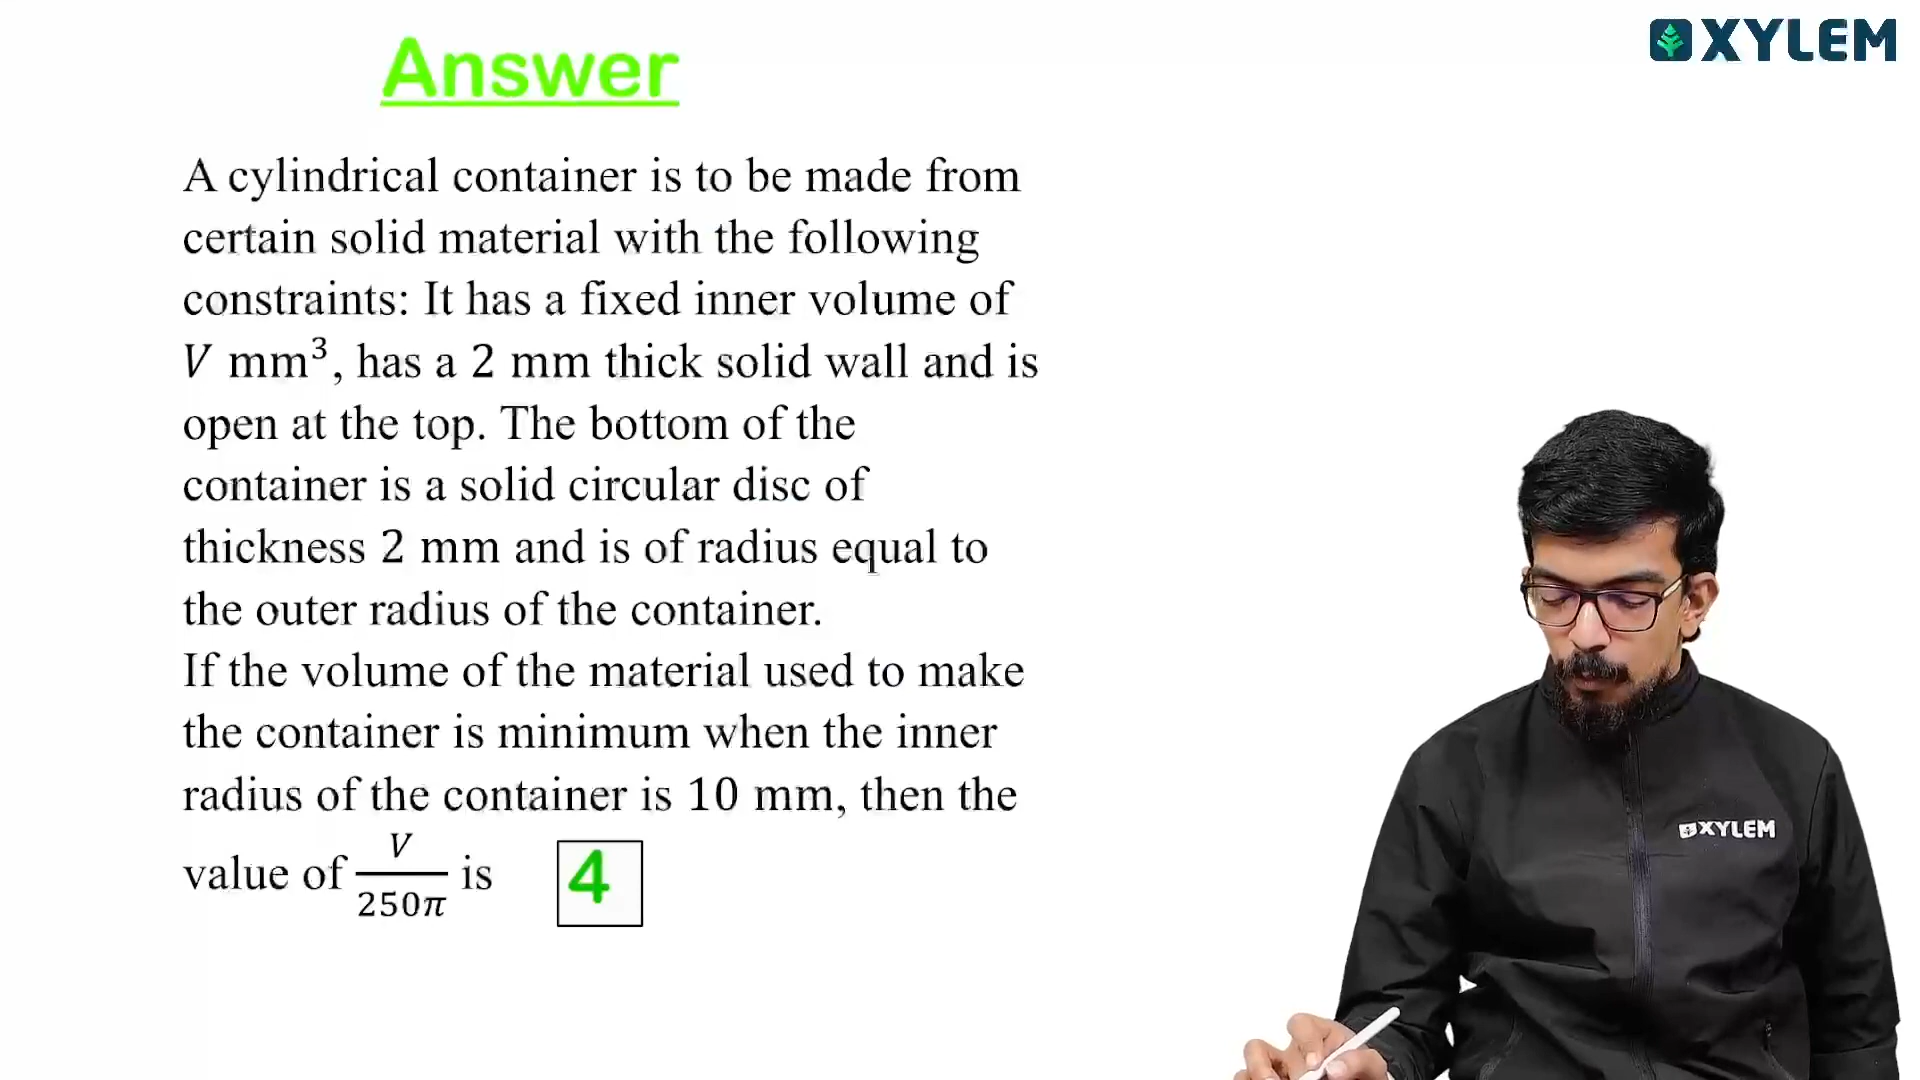 Answer
XYLEM
A cylindrical container is to be made from
certain solid material with the following
constraints: It has a fixed inner volume of
V mm³, has a 2 mm thick solid wall and is
open at the top. The bottom of the
container is a solid circular disc of
thickness 2 mm and is of radius equal to
the outer radius of the container.
If the volume of the material used to make
the container is minimum when the inner
radius of the container is 10 mm, then the
value of V/250π is 4
XYLEM